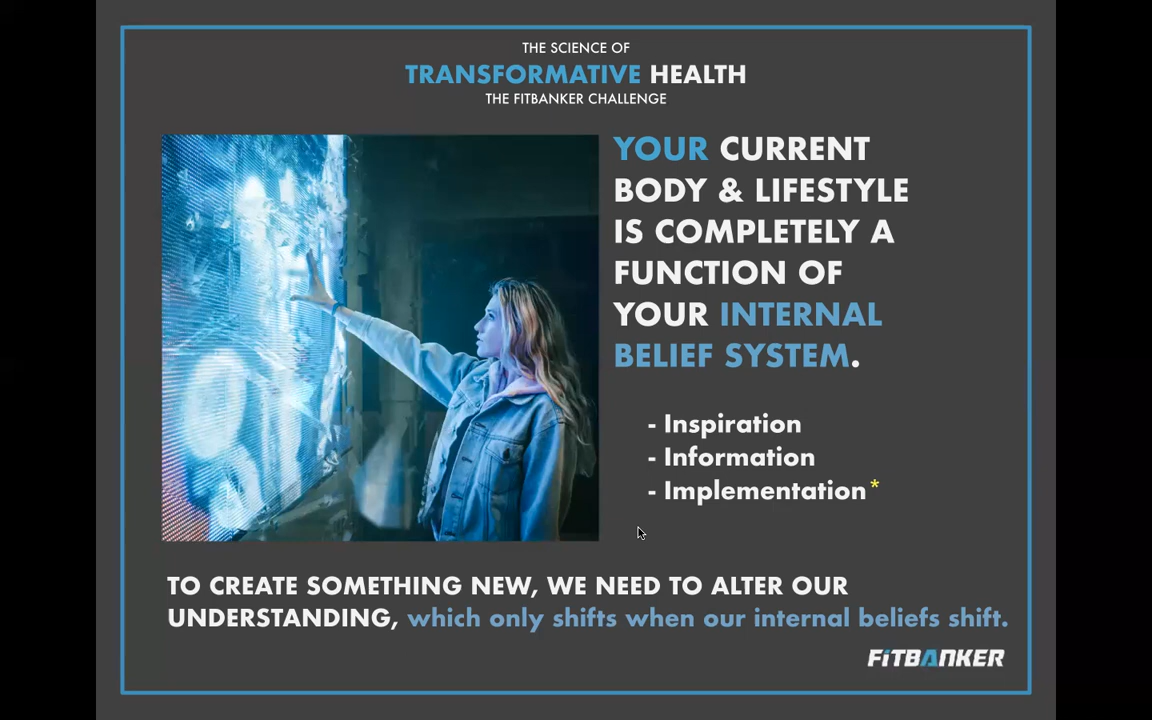 THE SCIENCE OF
TRANSFORMATIVE HEALTH
THE FITBANKER CHALLENGE
YOUR CURRENT
BODY & LIFESTYLE
IS COMPLETELY A
FUNCTION OF
YOUR INTERNAL
BELIEF SYSTEM.
- Inspiration
- Information
- Implementation*
TO CREATE SOMETHING NEW, WE NEED TO ALTER OUR
UNDERSTANDING, which only shifts when our internal beliefs shift.
FiTBANKER